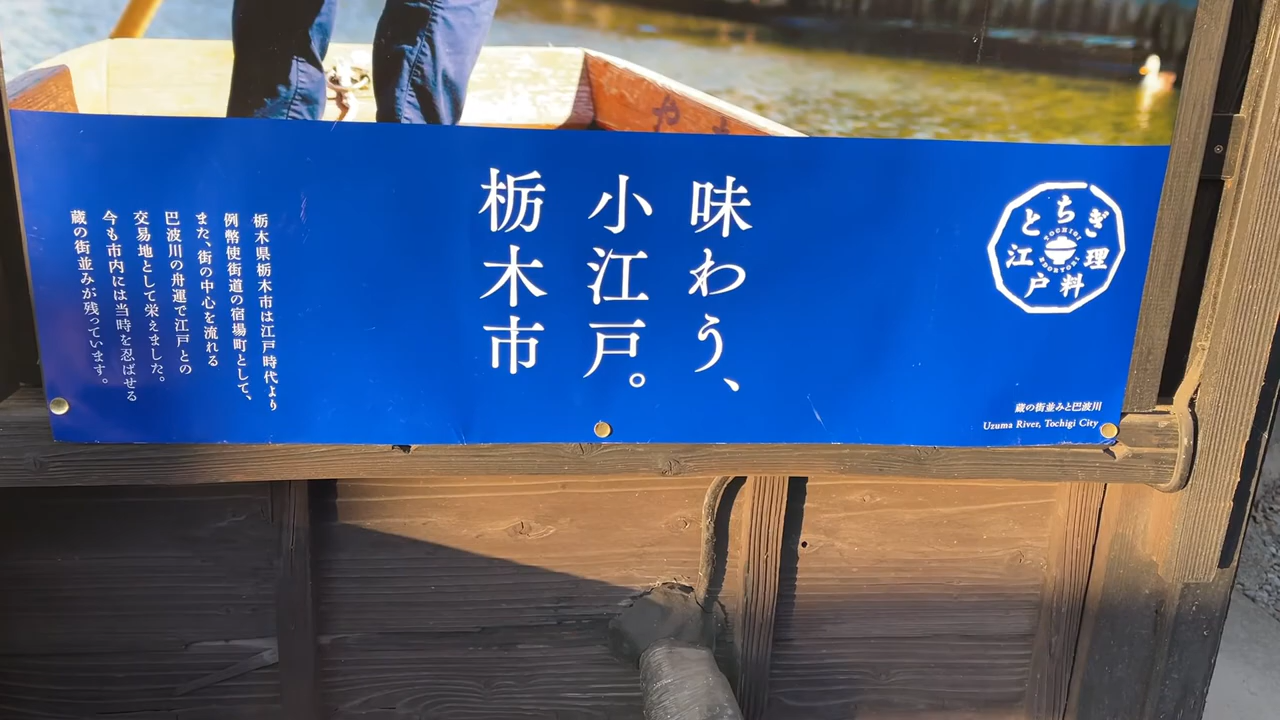 味わう、
小江戸。
栃木市
栃木県栃木市は江戸時代より
例幣使街道の宿場町として、
また、街の中心を流れる
巴波川の舟運で江戸との
交易地として栄えました。
今も市内には当時を忍ばせる
蔵の街並みが残っています。
とちぎ
江戸料理
TOCHIGI
蔵の街並みと巴波川
Uzuma River, Tochigi City
や